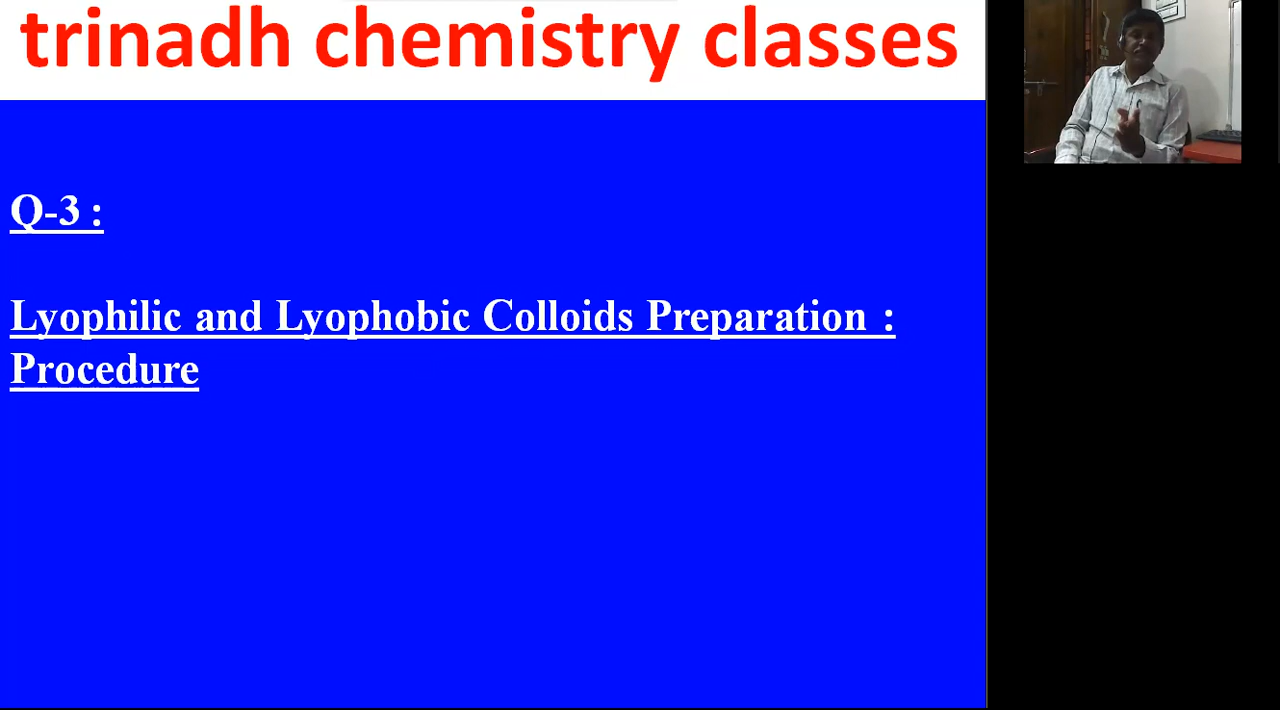 trinadh chemistry classes
Q-3 :
Lyophilic and Lyophobic Colloids Preparation :
Procedure